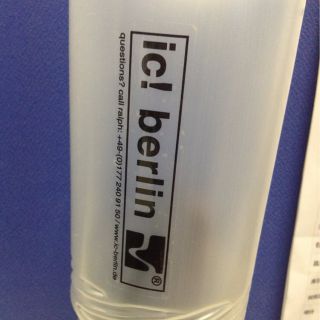 ic! berlin ®
questions? call ralph: +49-(0)177 240 91 50 / www.ic-berlin.de